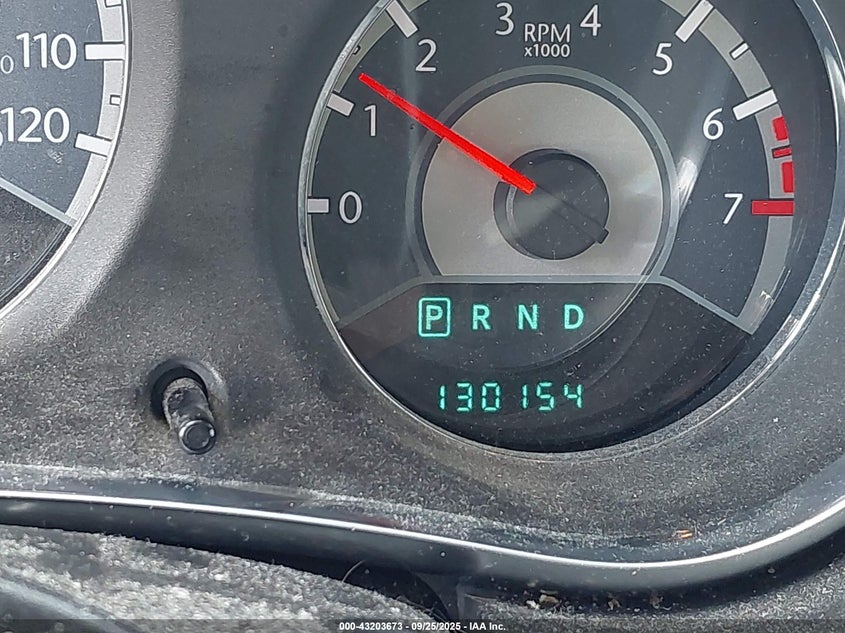 110
120
0 1 2 3 4 5 6 7
RPM
x1000
P R N D
130154
000-43203673 - 09/25/2025 - IAA Inc.